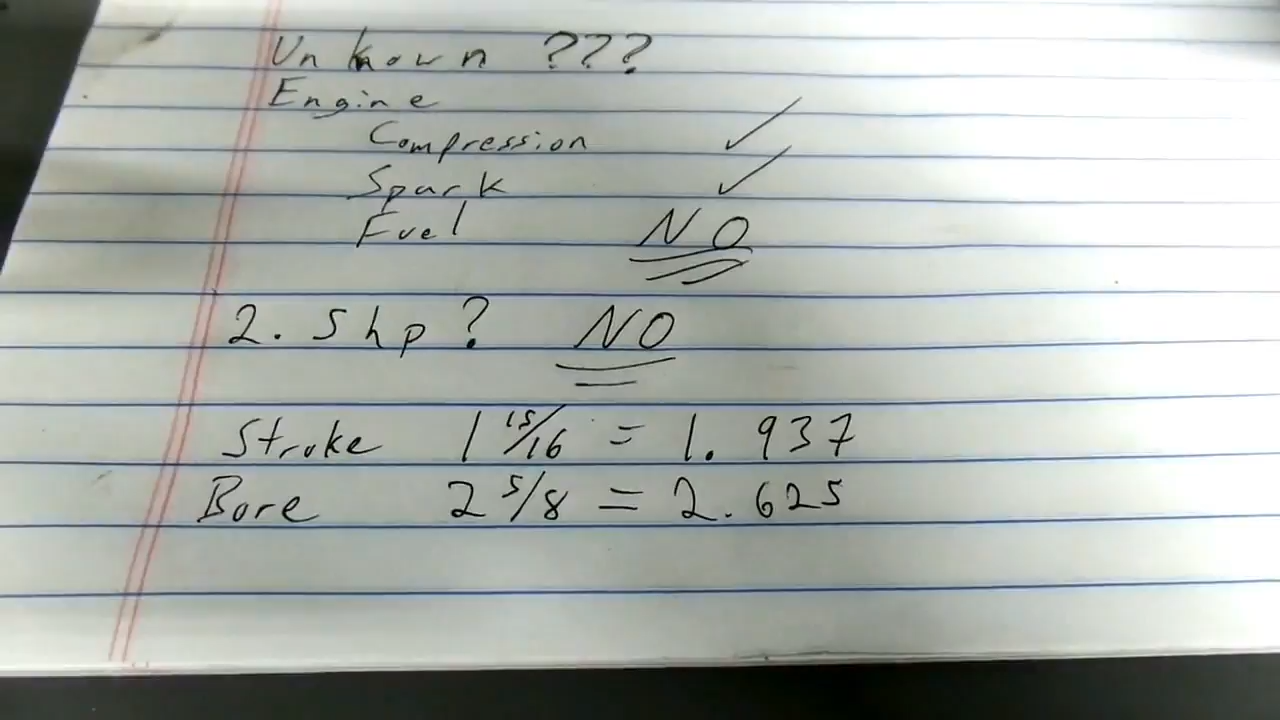 Unknown ???
Engine
Compression ✓
Spark ✓
Fuel NO
2.5hp? NO
Stroke 1 15/16 = 1.937
Bore 2 5/8 = 2.625